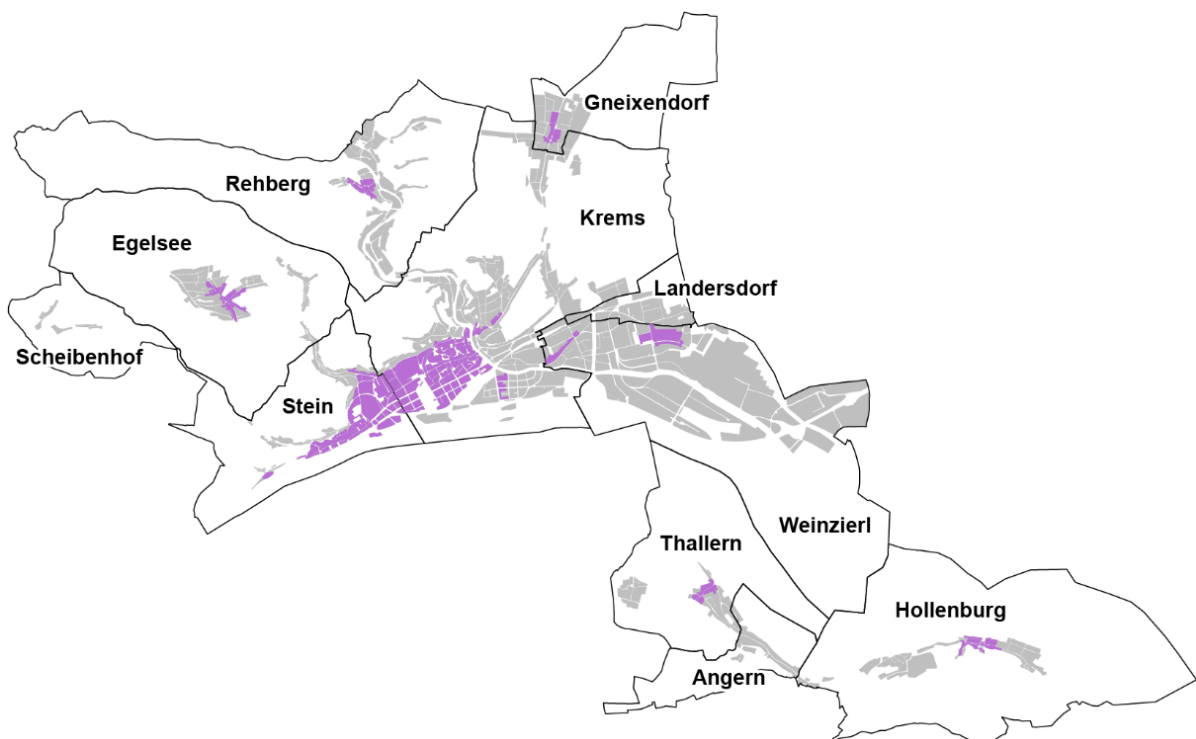 Gneixendorf
Rehberg
Krems
Egelsee
Landersdorf
Scheibenhof
Stein
Weinzierl
Thallern
Hollenburg
Angern